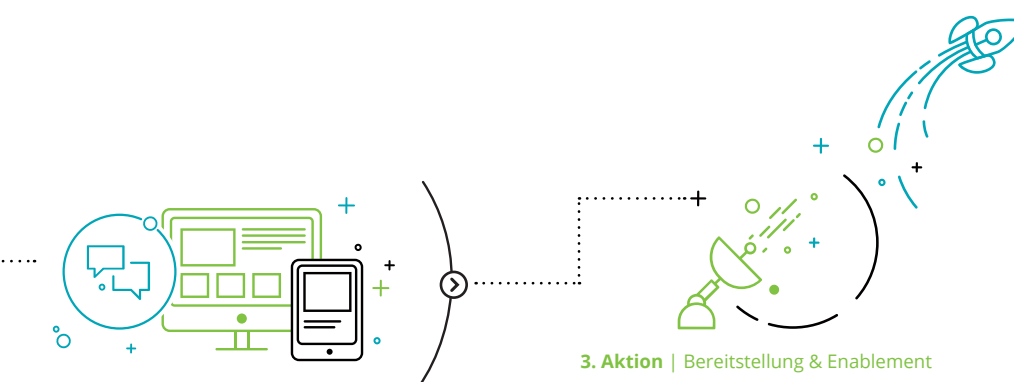 3. Aktion | Bereitstellung & Enablement